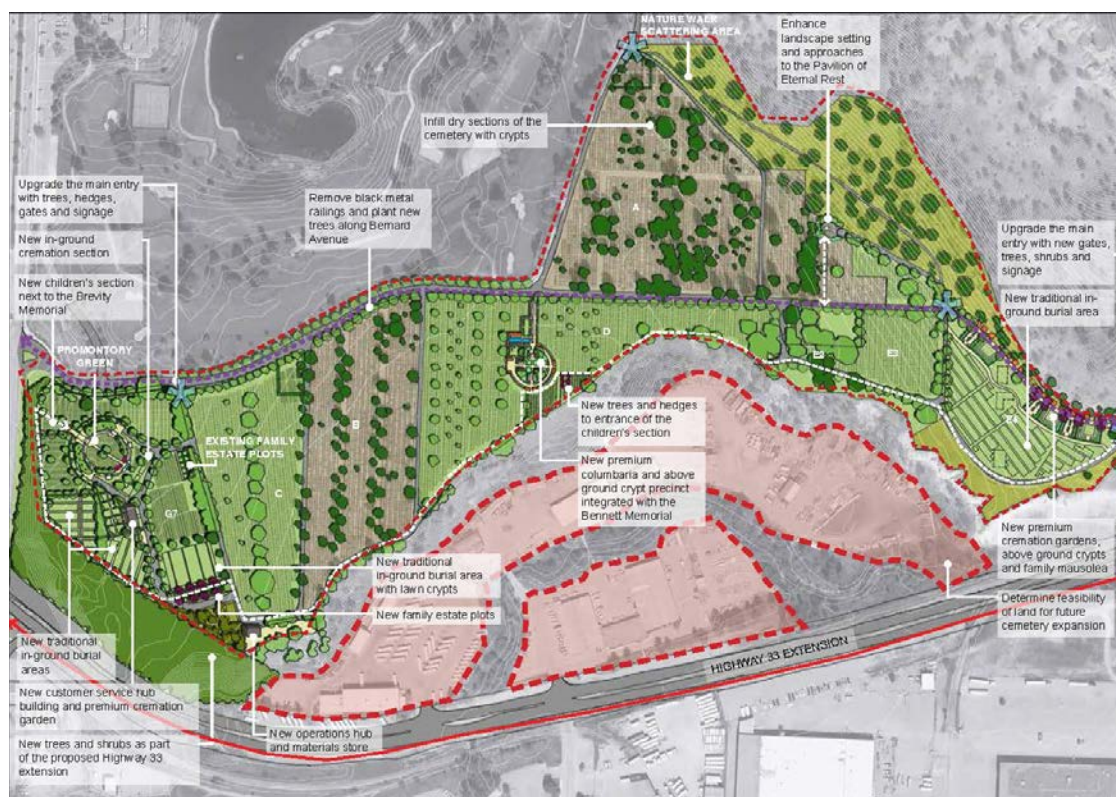 NATURE WALK
SCATTERING AREA
Enhance
landscape setting
and approaches
to the Pavilion of
Eternal Rest
Infill dry sections of the
cemetery with crypts
Upgrade the main entry
with trees, hedges,
gates and signage
New in-ground
cremation section
New children's section
next to the Brevity
Memorial
Remove black metal
railings and plant new
trees along Bernard
Avenue
A
Upgrade the main
entry with new gates,
trees, shrubs and
signage
New traditional in-
ground burial area
PROMONTORY
GREEN
D
E2
E3
B
C
E4
EXISTING FAMILY
ESTATE PLOTS
G7
New trees and hedges
to entrance of the
children's section
New premium
columbaria and above
ground crypt precinct
integrated with the
Bennett Memorial
New premium
cremation gardens,
above ground crypts
and family mausolea
New traditional
in-ground burial area
with lawn crypts
New family estate plots
Determine feasibility
of land for future
cemetery expansion
HIGHWAY 33 EXTENSION
New traditional
in-ground burial
areas
New customer service hub
building and premium cremation
garden
New trees and shrubs as part
of the proposed Highway 33
extension
New operations hub
and materials store